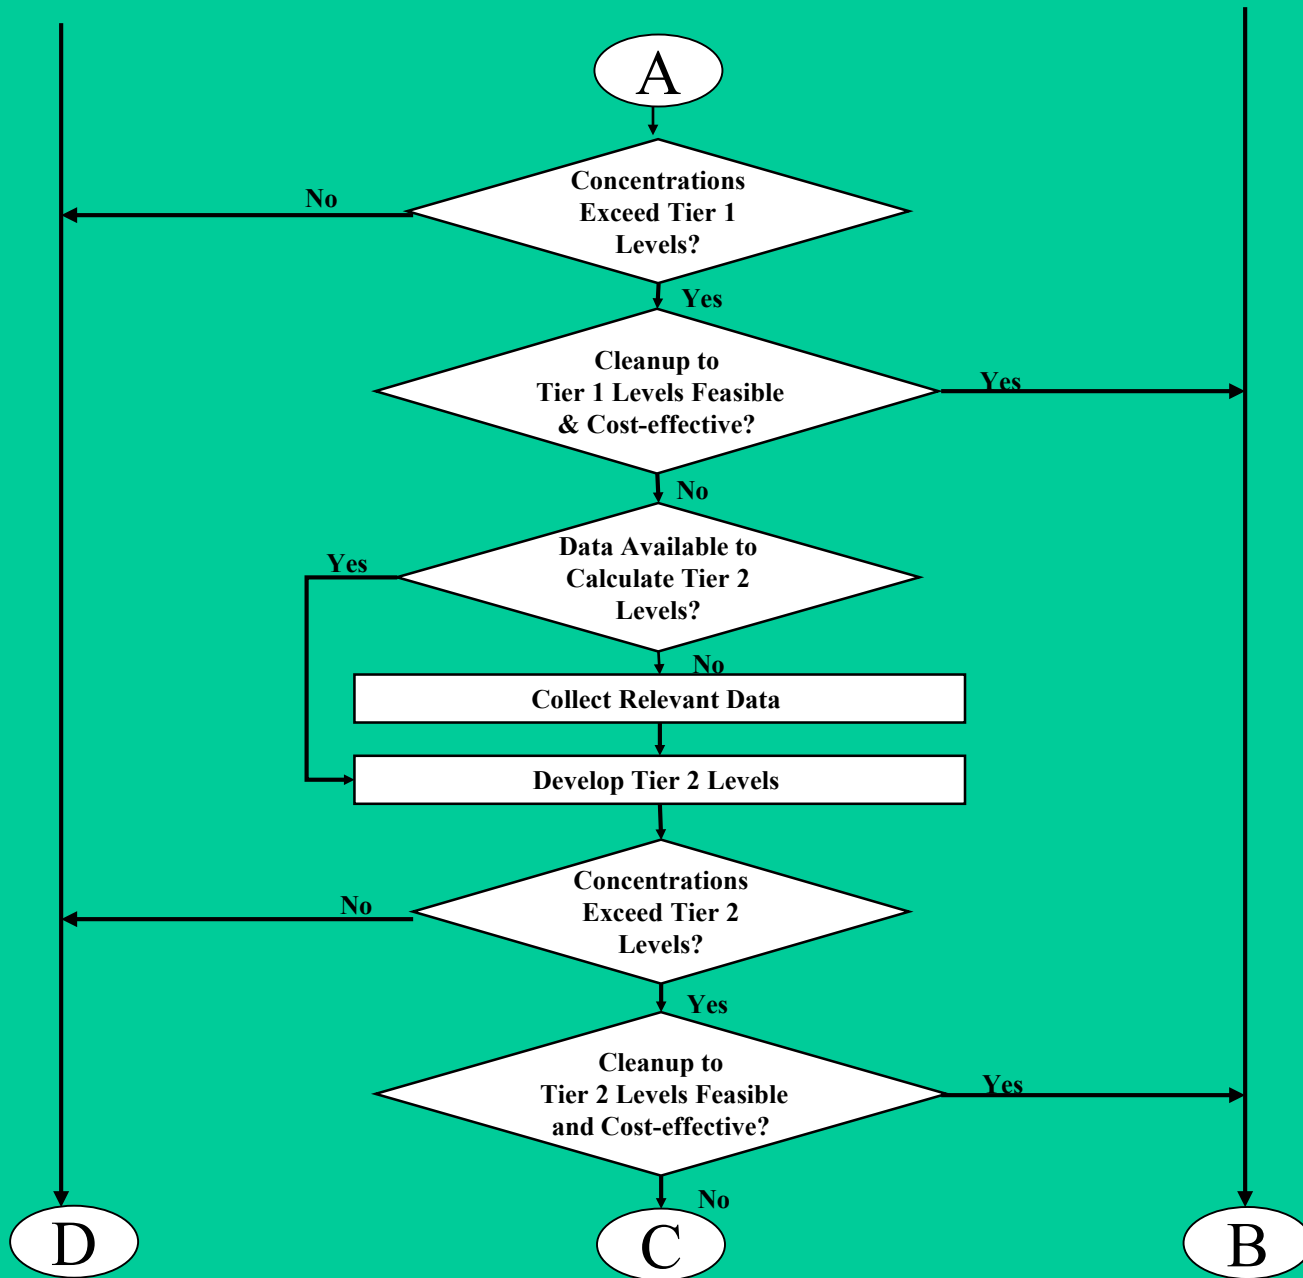 A
Concentrations
Exceed Tier 1
Levels?
No
Yes
Cleanup to
Tier 1 Levels Feasible
& Cost-effective?
Yes
No
Data Available to
Calculate Tier 2
Levels?
Yes
No
Collect Relevant Data
Develop Tier 2 Levels
Concentrations
Exceed Tier 2
Levels?
No
Yes
Cleanup to
Tier 2 Levels Feasible
and Cost-effective?
Yes
No
D
C
B